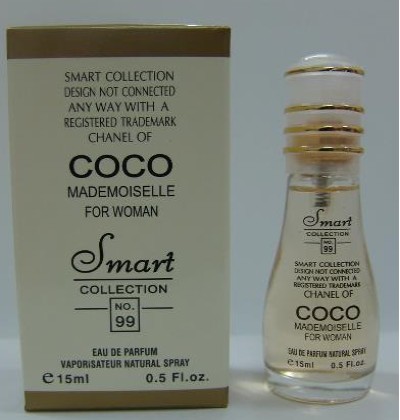 SMART COLLECTION
DESIGN NOT CONNECTED
ANY WAY WITH A
REGISTERED TRADEMARK
CHANEL OF
COCO
MADEMOISELLE
FOR WOMAN
Smart
COLLECTION
NO.
99
EAU DE PARFUM
VAPORISATEUR NATURAL SPRAY
℮15ml 0.5 Fl.oz.
Smart
COLLECTION
NO.
99
SMART COLLECTION
DESIGN NOT CONNECTED
ANY WAY WITH A
REGISTERED TRADEMARK
CHANEL OF
COCO
MADEMOISELLE
FOR WOMAN
EAU DE PARFUM NATURAL SPRAY
℮15ml 0.5 Fl.oz.